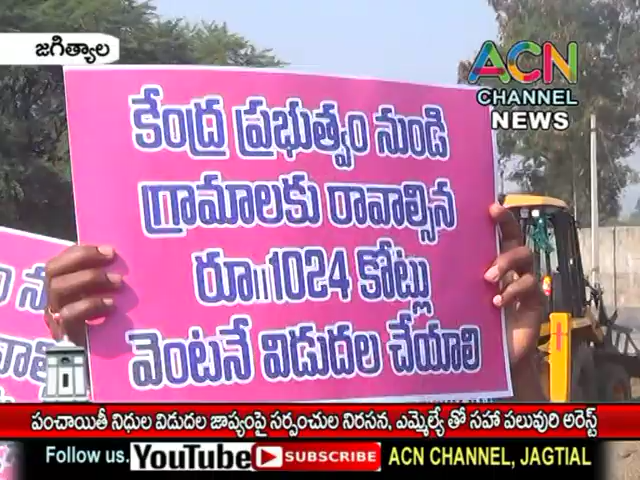 జగిత్యాల
ACN
CHANNEL
NEWS
కేంద్ర ప్రభుత్వం నుండి
గ్రామాలకు రావాల్సిన
రూ॥1024 కోట్లు
వెంటనే విడుదల చేయాలి
పంచాయితీ నిధుల విడుదల జాప్యంపై సర్పంచుల నిరసన, ఎమ్మెల్యే తో సహా పలువురి అరెస్ట్
Follow us. YouTube SUBSCRIBE ACN CHANNEL, JAGTIAL